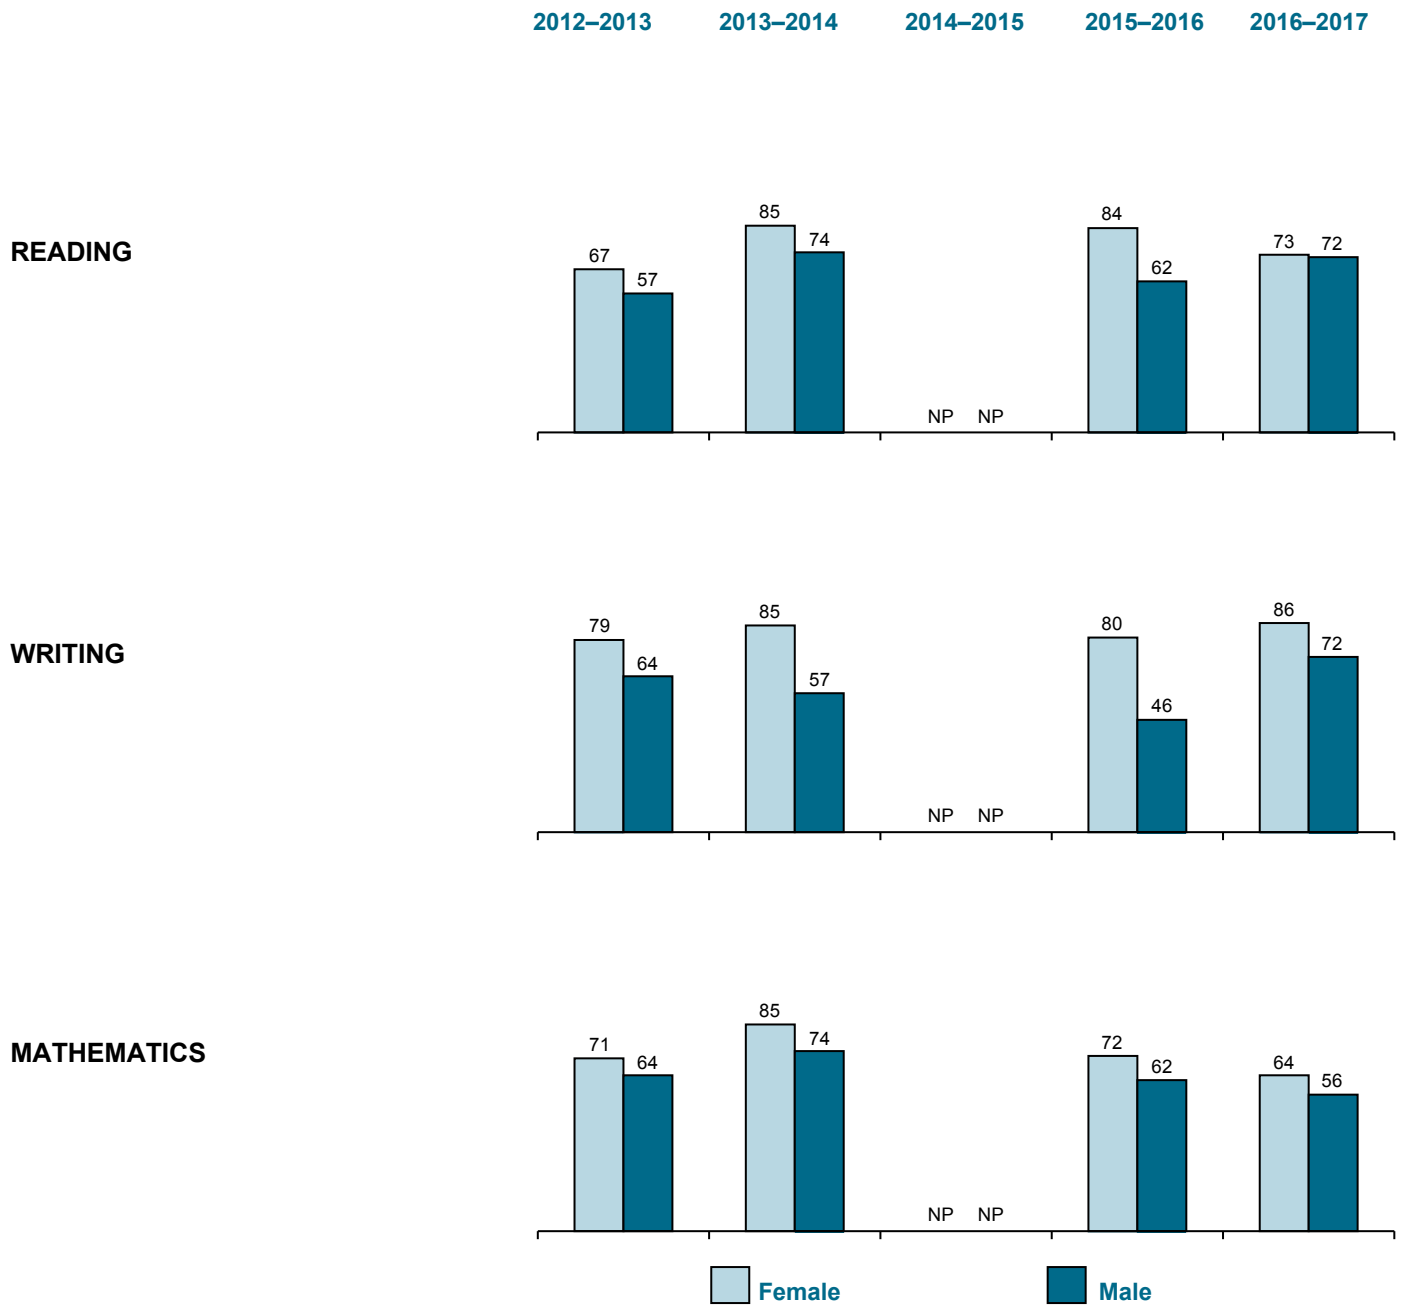 2012–2013 2013–2014 2014–2015 2015–2016 2016–2017
READING
67 57 85 74 NP NP 84 62 73 72
WRITING
79 64 85 57 NP NP 80 46 86 72
MATHEMATICS
71 64 85 74 NP NP 72 62 64 56
Female Male